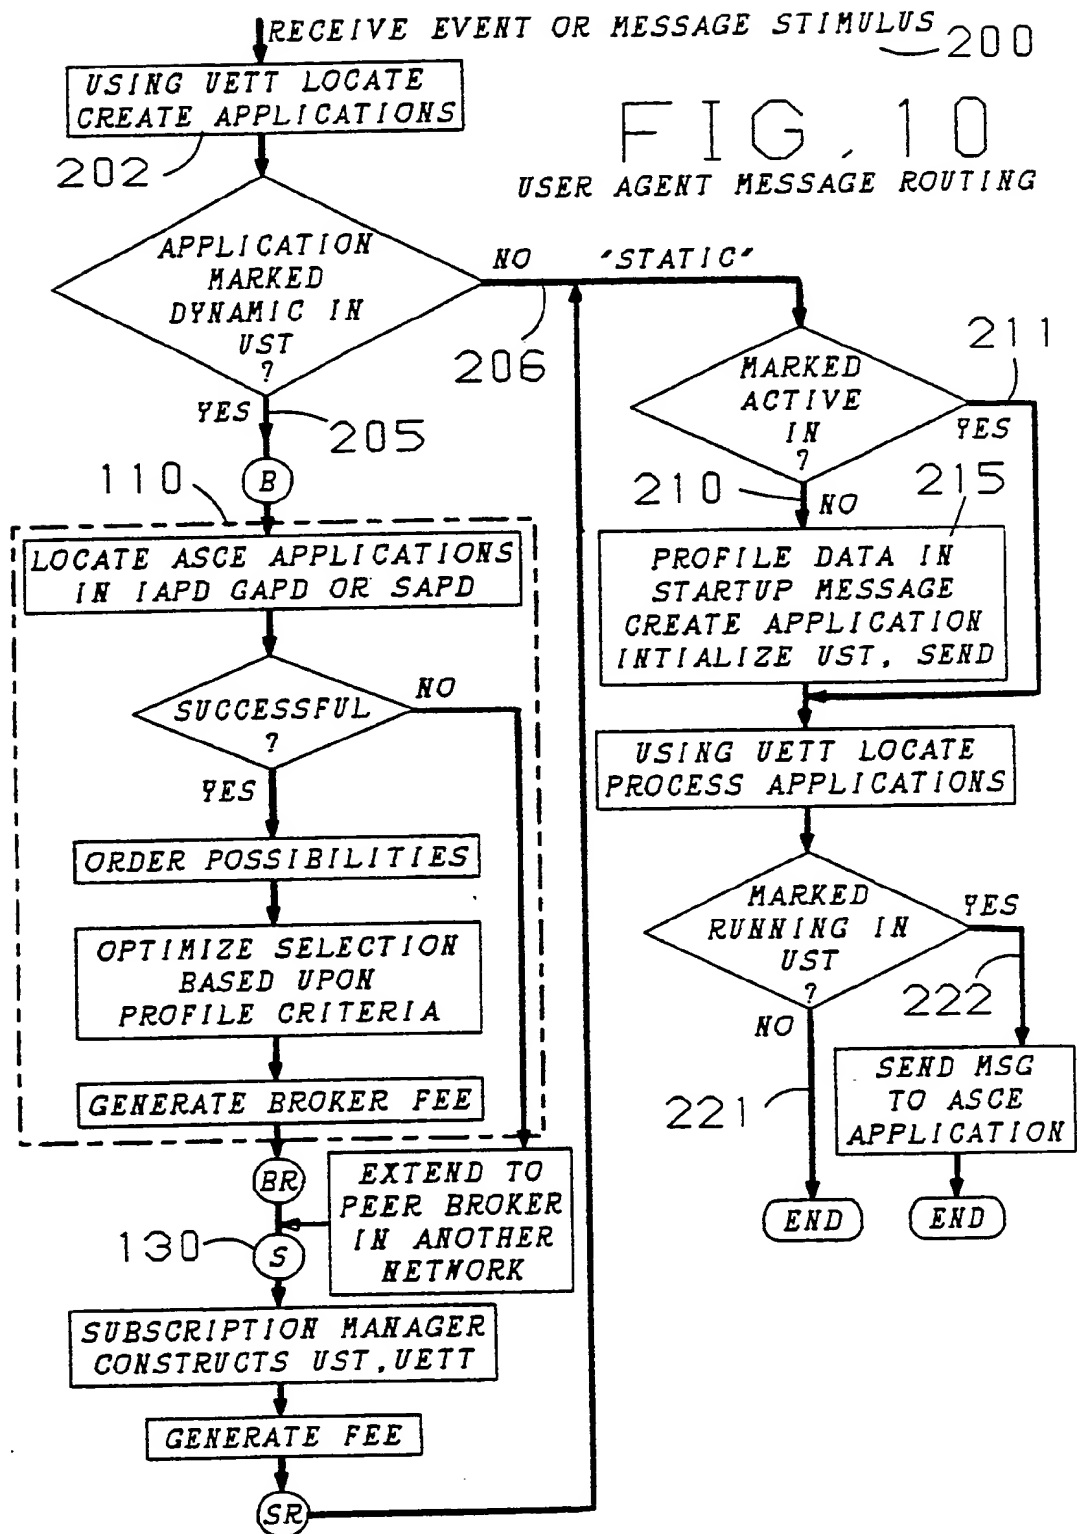 RECEIVE EVENT OR MESSAGE STIMULUS
200
USING UETT LOCATE
CREATE APPLICATIONS
202
FIG. 10
USER AGENT MESSAGE ROUTING
APPLICATION
MARKED
DYNAMIC IN
UST
?
NO
"STATIC"
206
YES
205
B
110
LOCATE ASCE APPLICATIONS
IN IAPD GAPD OR SAPD
SUCCESSFUL
?
NO
YES
ORDER POSSIBILITIES
OPTIMIZE SELECTION
BASED UPON
PROFILE CRITERIA
GENERATE BROKER FEE
BR
EXTEND TO
PEER BROKER
IN ANOTHER
NETWORK
130
S
SUBSCRIPTION MANAGER
CONSTRUCTS UST, UETT
GENERATE FEE
SR
MARKED
ACTIVE
IN
?
211
YES
210
NO
215
PROFILE DATA IN
STARTUP MESSAGE
CREATE APPLICATION
INTIALIZE UST, SEND
USING UETT LOCATE
PROCESS APPLICATIONS
MARKED
RUNNING IN
UST
?
YES
222
NO
221
SEND MSG
TO ASCE
APPLICATION
END
END